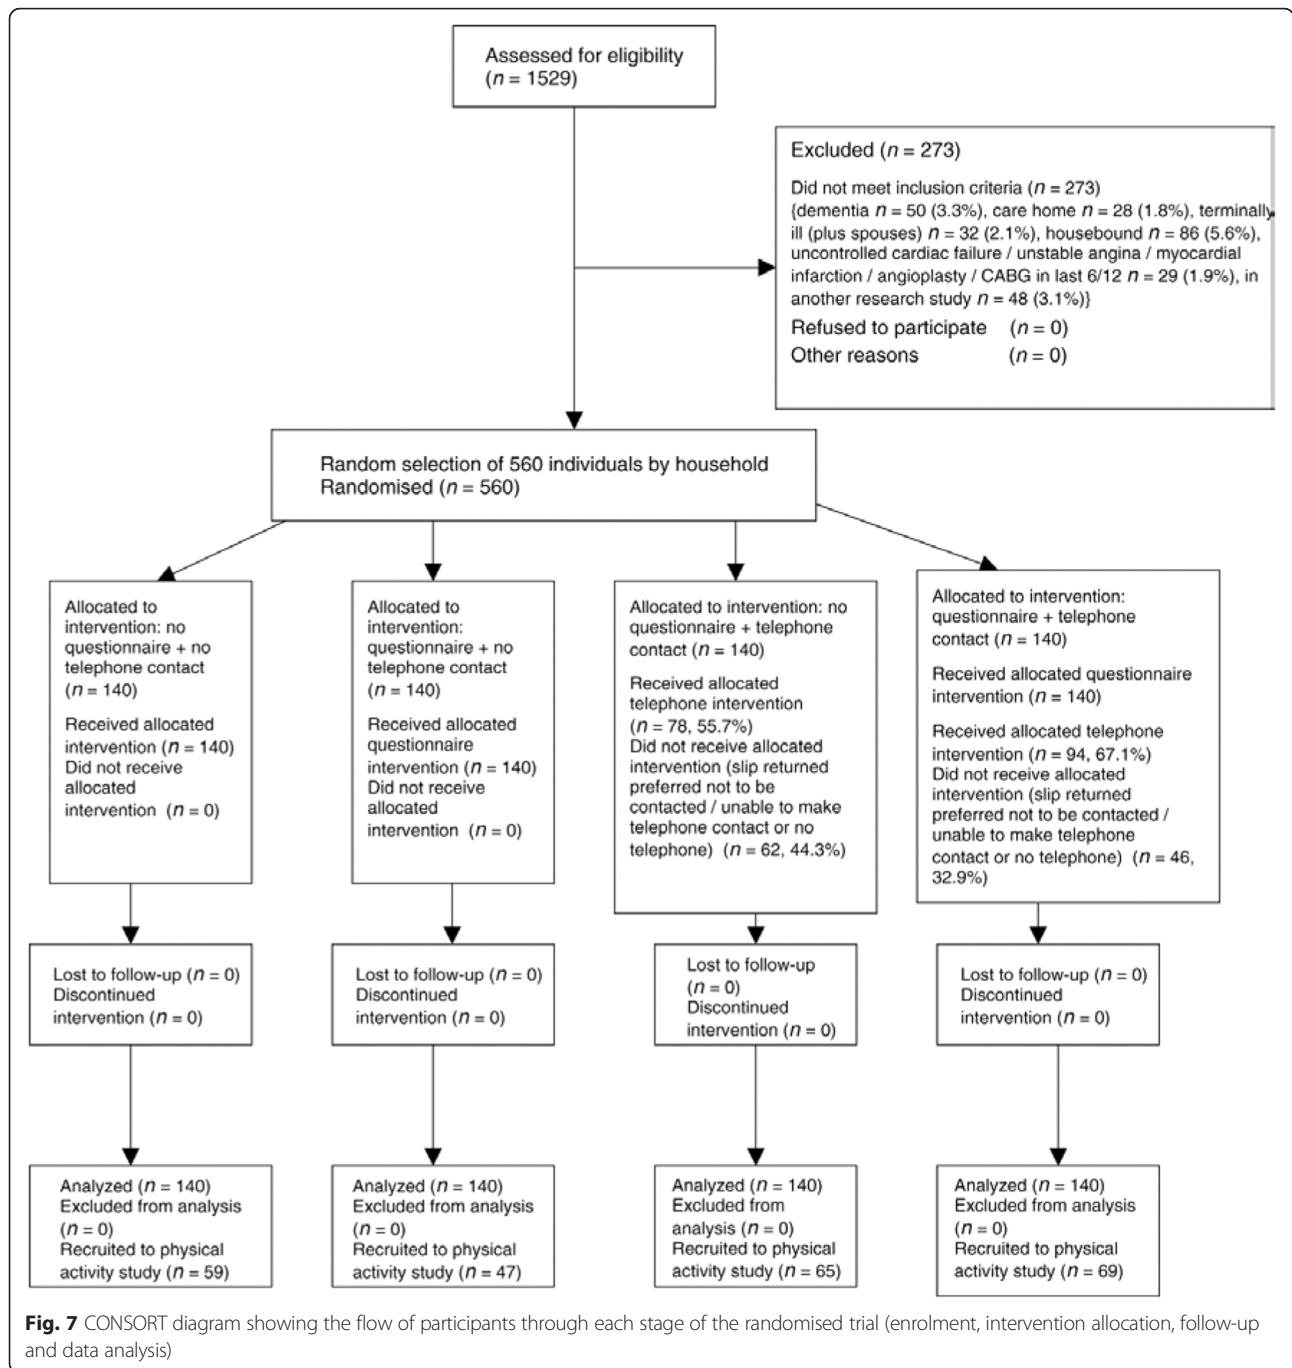 Assessed for eligibility
(n = 1529)
Excluded (n = 273)
Did not meet inclusion criteria (n = 273)
{dementia n = 50 (3.3%), care home n = 28 (1.8%), terminally
ill (plus spouses) n = 32 (2.1%), housebound n = 86 (5.6%),
uncontrolled cardiac failure / unstable angina / myocardial
infarction / angioplasty / CABG in last 6/12 n = 29 (1.9%), in
another research study n = 48 (3.1%)}
Refused to participate (n = 0)
Other reasons (n = 0)
Random selection of 560 individuals by household
Randomised (n = 560)
Allocated to
intervention: no
questionnaire + no
telephone contact
(n = 140)
Received allocated
intervention (n = 140)
Did not receive
allocated
intervention (n = 0)
Allocated to
intervention:
questionnaire + no
telephone contact
(n = 140)
Received allocated
questionnaire
intervention (n = 140)
Did not receive
allocated
intervention (n = 0)
Allocated to intervention: no
questionnaire + telephone
contact (n = 140)
Received allocated
telephone intervention
(n = 78, 55.7%)
Did not receive allocated
intervention (slip returned
preferred not to be
contacted / unable to make
telephone contact or no
telephone) (n = 62, 44.3%)
Allocated to intervention:
questionnaire + telephone
contact (n = 140)
Received allocated questionnaire
intervention (n = 140)
Received allocated telephone
intervention (n = 94, 67.1%)
Did not receive allocated
intervention (slip returned
preferred not to be contacted /
unable to make telephone
contact or no telephone) (n = 46,
32.9%)
Lost to follow-up (n = 0)
Discontinued
intervention (n = 0)
Lost to follow-up (n = 0)
Discontinued
intervention (n = 0)
Lost to follow-up
(n = 0)
Discontinued
intervention (n = 0)
Lost to follow-up (n = 0)
Discontinued
intervention (n = 0)
Analyzed (n = 140)
Excluded from analysis
(n = 0)
Recruited to physical
activity study (n = 59)
Analyzed (n = 140)
Excluded from analysis
(n = 0)
Recruited to physical
activity study (n = 47)
Analyzed (n = 140)
Excluded from
analysis (n = 0)
Recruited to physical
activity study (n = 65)
Analyzed (n = 140)
Excluded from analysis
(n = 0)
Recruited to physical
activity study (n = 69)
Fig. 7 CONSORT diagram showing the flow of participants through each stage of the randomised trial (enrolment, intervention allocation, follow-up
and data analysis)